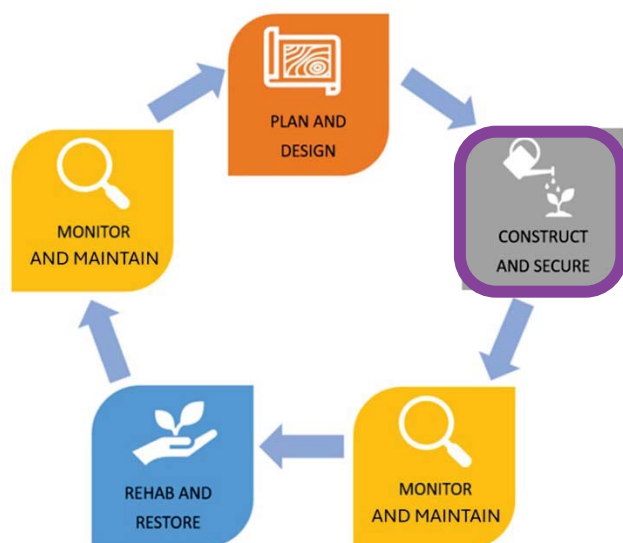 PLAN AND
DESIGN
CONSTRUCT
AND SECURE
MONITOR
AND MAINTAIN
REHAB AND
RESTORE
MONITOR
AND MAINTAIN